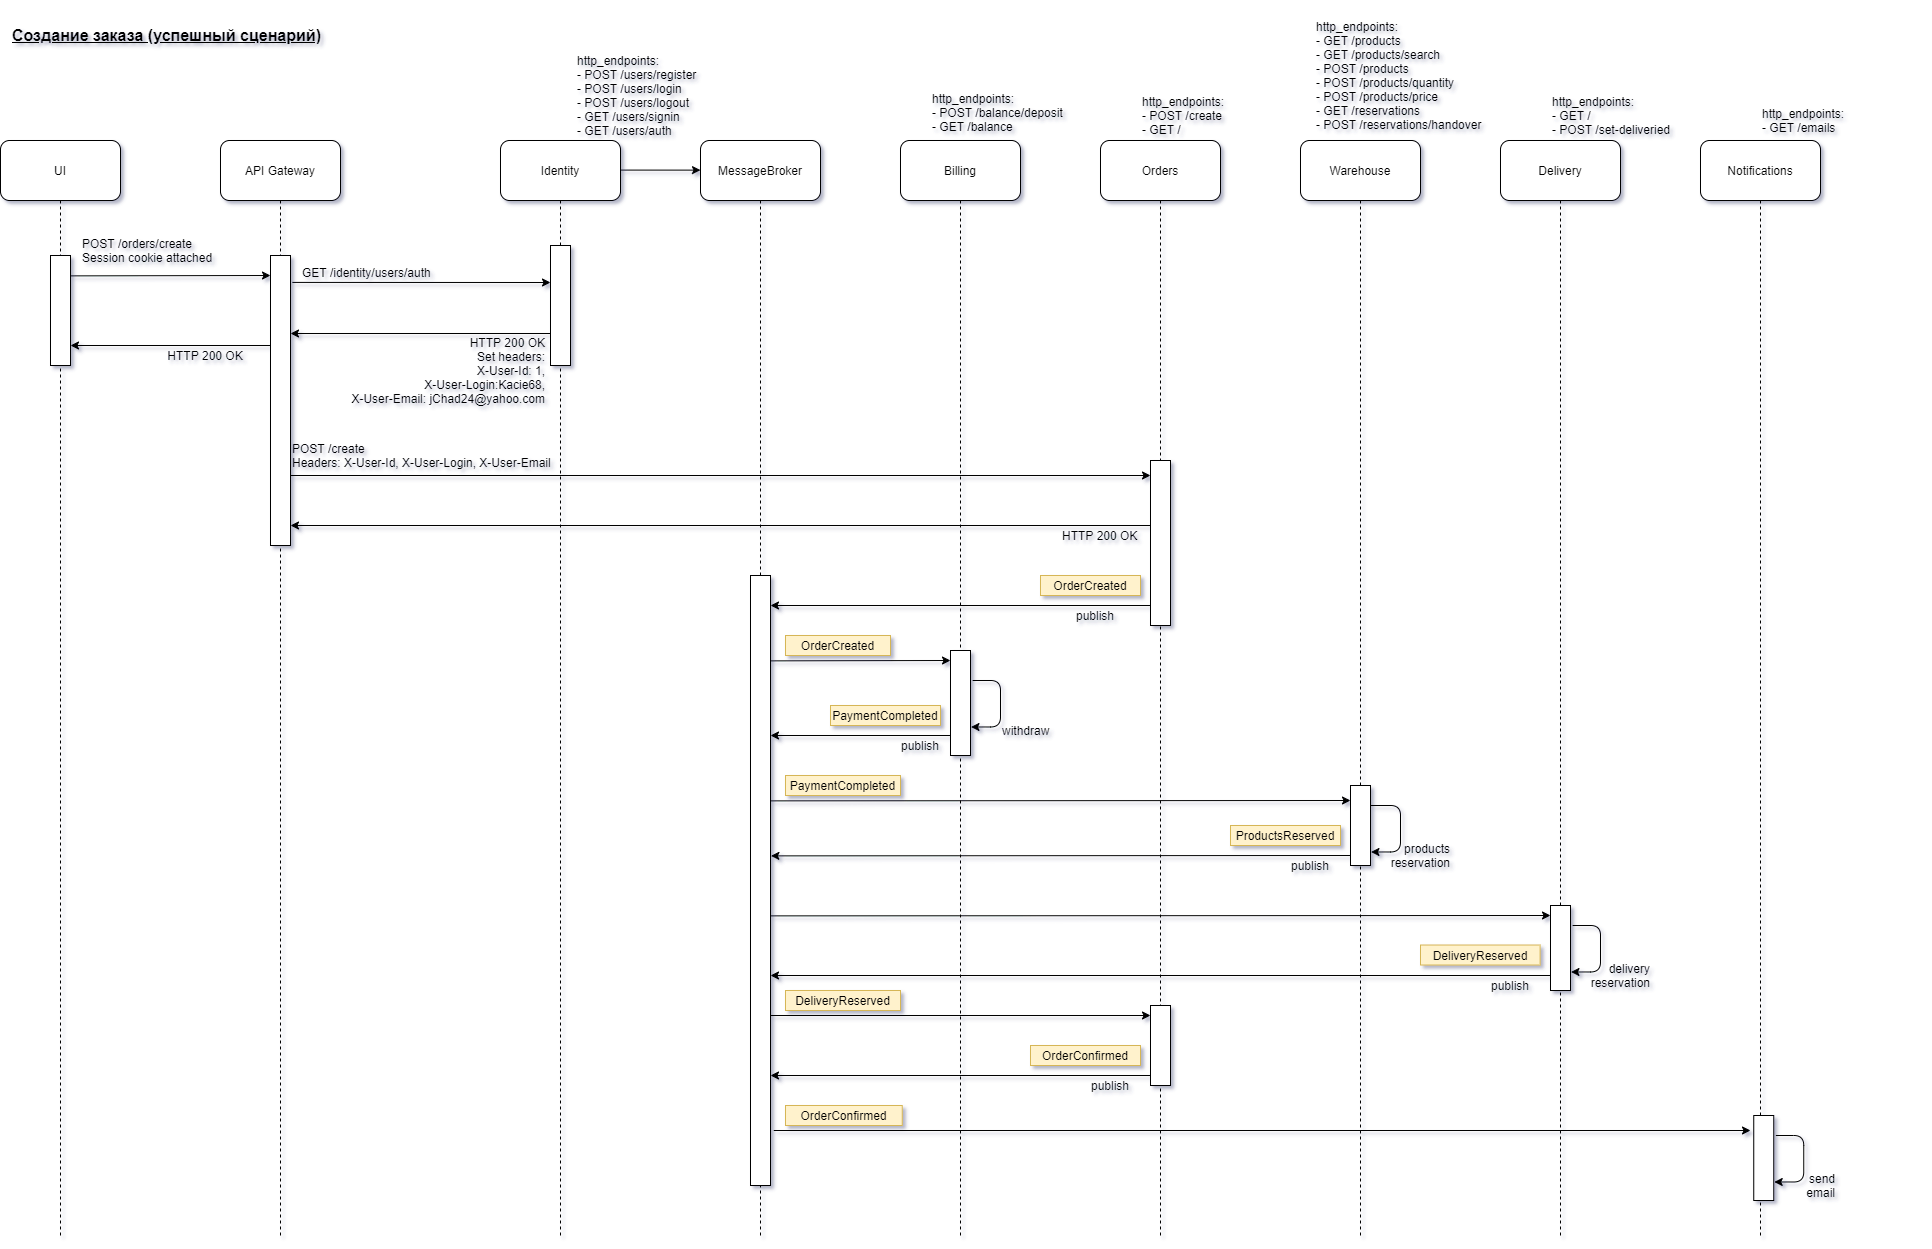 Создание заказа (успешный сценарий)
http_endpoints:
- POST /users/register
- POST /users/login
- POST /users/logout
- GET /users/signin
- GET /users/auth
http_endpoints:
- POST /balance/deposit
- GET /balance
http_endpoints:
- POST /create
- GET /
http_endpoints:
- GET /products
- GET /products/search
- POST /products
- POST /products/quantity
- POST /products/price
- GET /reservations
- POST /reservations/handover
http_endpoints:
- GET /
- POST /set-deliveried
http_endpoints:
- GET /emails
UI
API Gateway
Identity
MessageBroker
Billing
Orders
Warehouse
Delivery
Notifications
POST /orders/create
Session cookie attached
GET /identity/users/auth
HTTP 200 OK
HTTP 200 OK
Set headers:
X-User-Id: 1,
X-User-Login:Kacie68,
X-User-Email: jChad24@yahoo.com
POST /create
Headers: X-User-Id, X-User-Login, X-User-Email
HTTP 200 OK
OrderCreated
publish
OrderCreated
PaymentCompleted
withdraw
publish
PaymentCompleted
ProductsReserved
products
reservation
publish
DeliveryReserved
delivery
reservation
publish
DeliveryReserved
OrderConfirmed
publish
OrderConfirmed
send
email